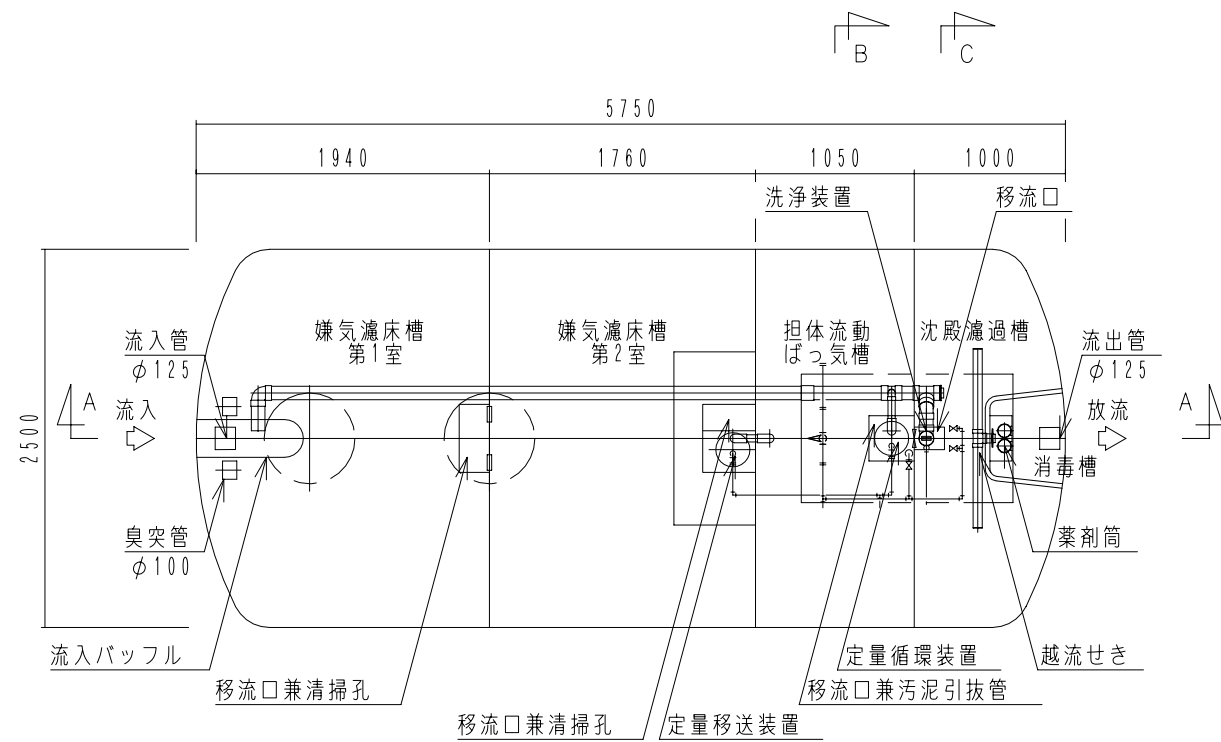 B
C
5750
1940
1760
1050
1000
洗浄装置
移流口
嫌気濾床槽
第1室
嫌気濾床槽
第2室
担体流動
ばっ気槽
沈殿濾過槽
流入管
φ125
流出管
φ125
A
流入
放流
A
2500
消毒槽
臭突管
φ100
薬剤筒
流入バッフル
定量循環装置
越流せき
移流口兼清掃孔
移流口兼汚泥引抜管
移流口兼清掃孔
定量移送装置